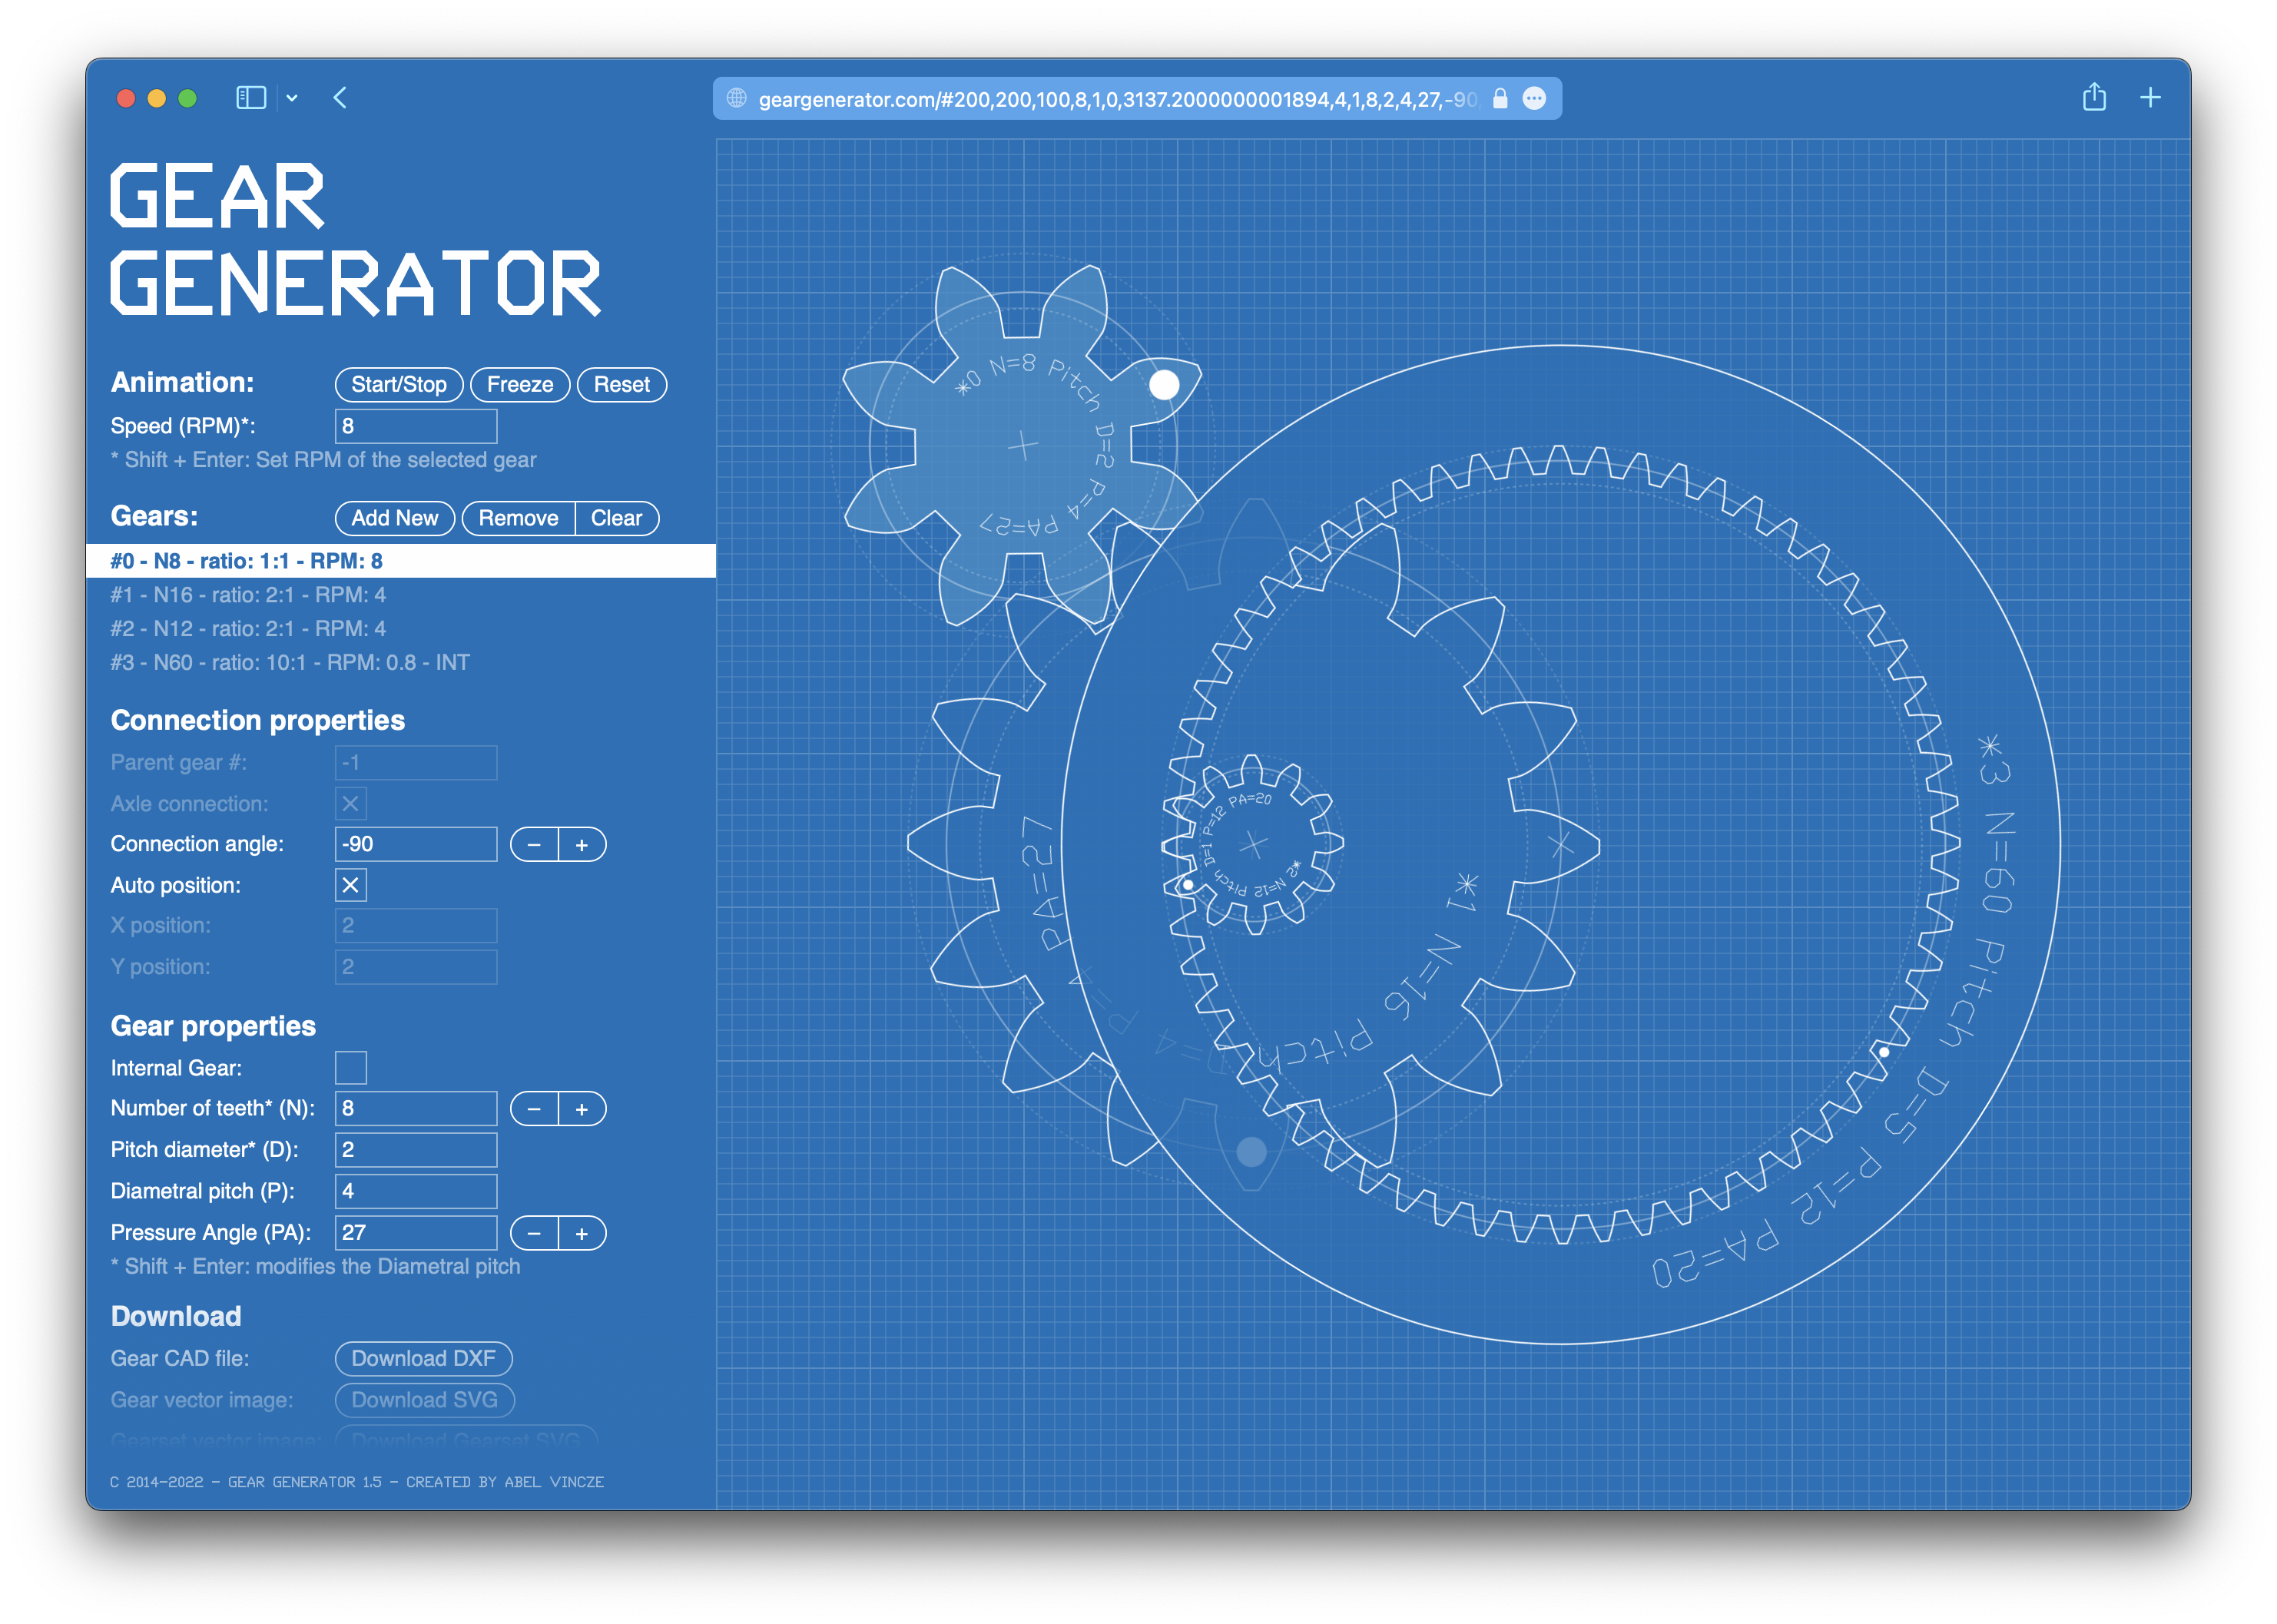 geargenerator.com/#200,200,100,8,1,0,3137.2000000001894,4,1,8,2,4,27,-90,
GEAR
GENERATOR
Animation: Start/Stop Freeze Reset
Speed (RPM)*: 8
* Shift + Enter: Set RPM of the selected gear
Gears: Add New Remove Clear
#0 - N8 - ratio: 1:1 - RPM: 8
#1 - N16 - ratio: 2:1 - RPM: 4
#2 - N12 - ratio: 2:1 - RPM: 4
#3 - N60 - ratio: 10:1 - RPM: 0.8 - INT
Connection properties
Parent gear #: -1
Axle connection:
Connection angle: -90 − +
Auto position:
X position: 2
Y position: 2
Gear properties
Internal Gear:
Number of teeth* (N): 8 − +
Pitch diameter* (D): 2
Diametral pitch (P): 4
Pressure Angle (PA): 27 − +
* Shift + Enter: modifies the Diametral pitch
Download
Gear CAD file: Download DXF
Gear vector image: Download SVG
Gearset vector image: Download Gearset SVG
C 2014-2022 - GEAR GENERATOR 1.5 - CREATED BY ABEL VINCZE
*0 N=8 Pitch D=2 P=4 PA=27
*1 N=16 Pitch D=4 P=4 PA=27
*2 N=12 Pitch D=1 P=12 PA=20
*3 N=60 Pitch D=5 P=12 PA=20